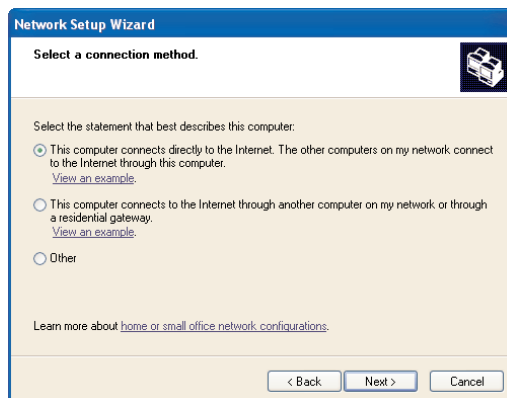 Network Setup Wizard
Select a connection method.
Select the statement that best describes this computer:
This computer connects directly to the Internet. The other computers on my network connect
to the Internet through this computer.
View an example.
This computer connects to the Internet through another computer on my network or through
a residential gateway.
View an example.
Other
Learn more about home or small office network configurations.
< Back
Next >
Cancel